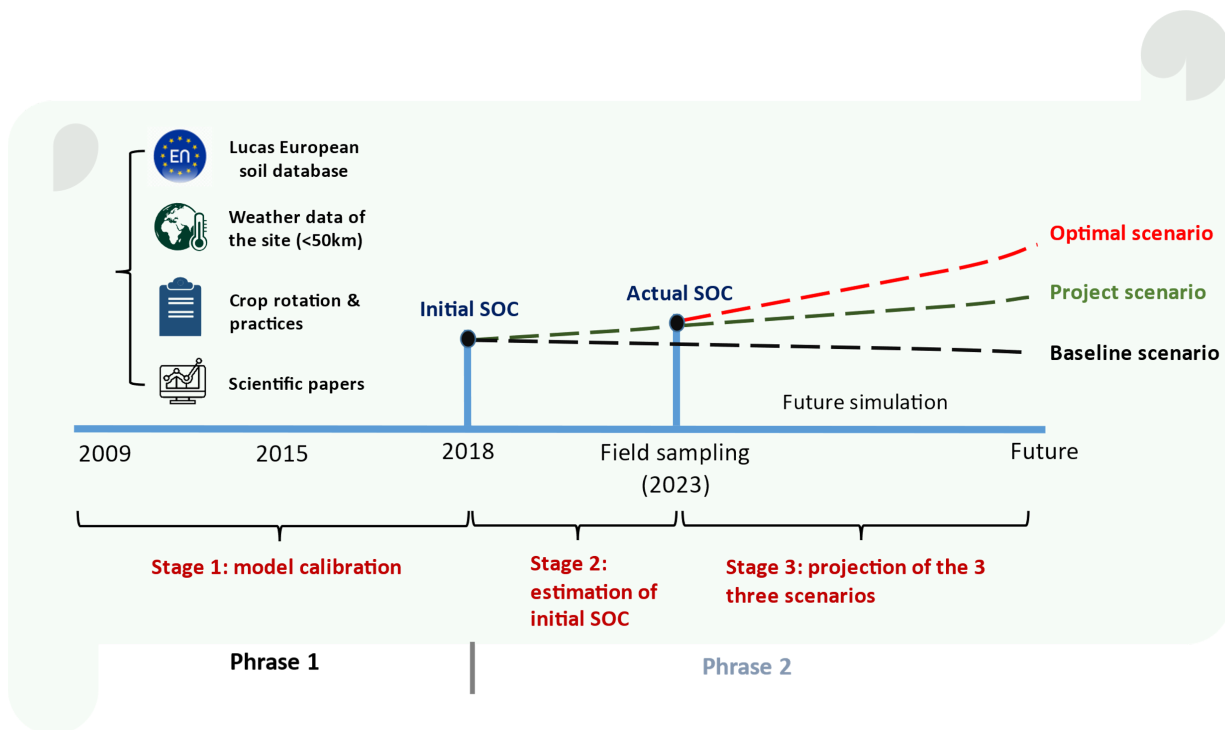 EN
Lucas European
soil database
Weather data of
the site (<50km)
Crop rotation &
practices
Scientific papers
Initial SOC
Actual SOC
Optimal scenario
Project scenario
Baseline scenario
Future simulation
2009
2015
2018
Field sampling
(2023)
Future
Stage 1: model calibration
Stage 2:
estimation of
initial SOC
Stage 3: projection of the 3
three scenarios
Phrase 1
Phrase 2